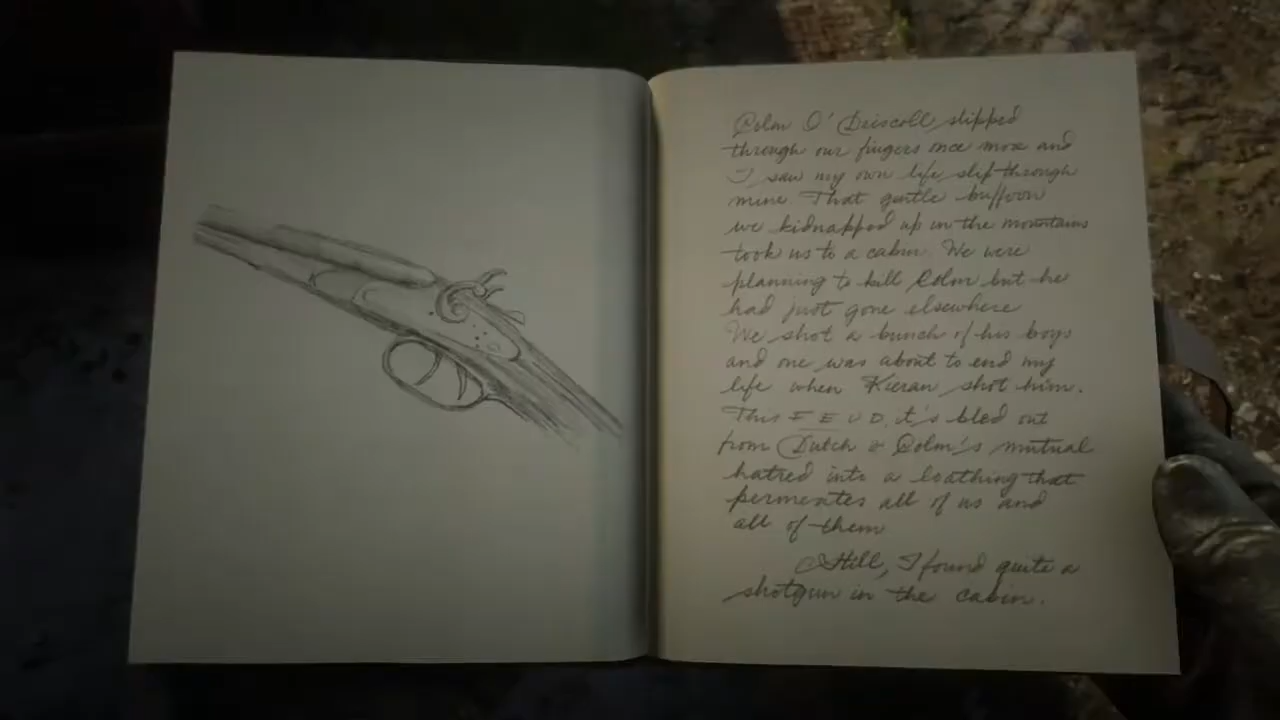 Colm O'Driscoll slipped
through our fingers once more and
I saw my own life slip through
mine. That gentle buffoon
we kidnapped up in the mountains
took us to a cabin. We were
planning to kill Colm but he
had just gone elsewhere
We shot a bunch of his boys
and one was about to end my
life when Kieran shot him.
This FEUD, it's bled out
from Dutch & Colm's mutual
hatred into a loathing that
permeates all of us and
all of them
Still, I found quite a
shotgun in the cabin.